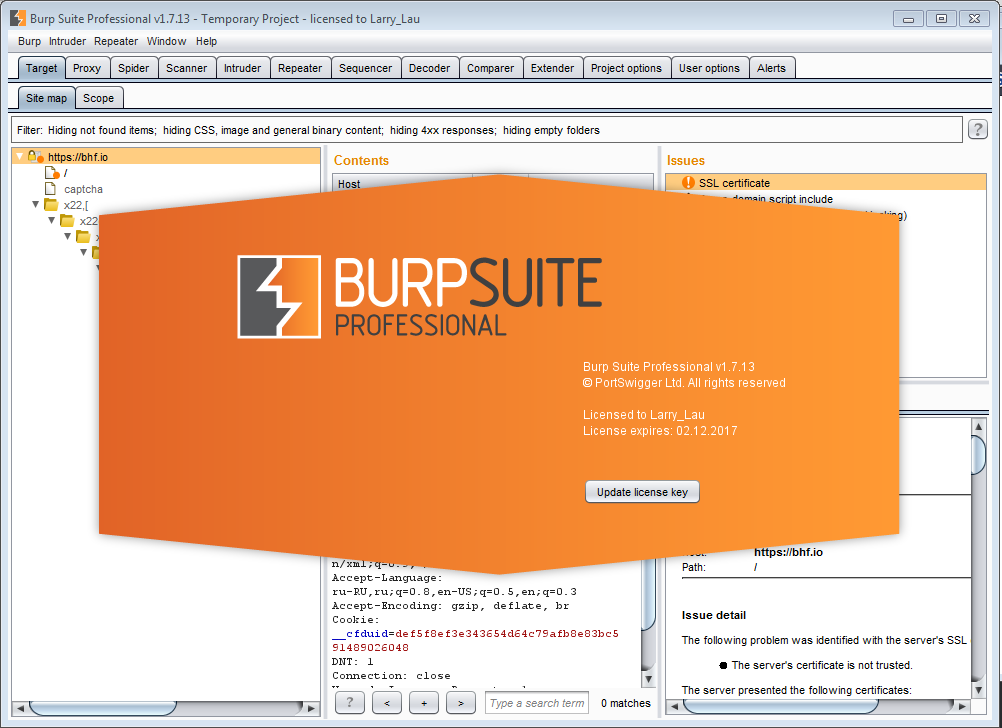 Burp Suite Professional v1.7.13 - Temporary Project - licensed to Larry_Lau
Burp Intruder Repeater Window Help
Target Proxy Spider Scanner Intruder Repeater Sequencer Decoder Comparer Extender Project options User options Alerts
Site map Scope
Filter: Hiding not found items; hiding CSS, image and general binary content; hiding 4xx responses; hiding empty folders
?
https://bhf.io
/
captcha
x22,[
x22
Contents
Host
Issues
SSL certificate
domain script include
BURPSUITE
PROFESSIONAL
Burp Suite Professional v1.7.13
© PortSwigger Ltd. All rights reserved
Licensed to Larry_Lau
License expires: 02.12.2017
Update license key
n/xml;q=0.9,
Accept-Language:
ru-RU,ru;q=0.8,en-US;q=0.5,en;q=0.3
Accept-Encoding: gzip, deflate, br
Cookie:
__cfduid=def5f8ef3e343654d64c79afb8e83bc5
91489026048
DNT: 1
Connection: close
? < + > Type a search term 0 matches
https://bhf.io
Path: /
Issue detail
The following problem was identified with the server's SSL
● The server's certificate is not trusted.
The server presented the following certificates: